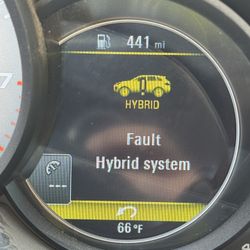 441 mi
HYBRID
Fault
Hybrid system
---
66 °F